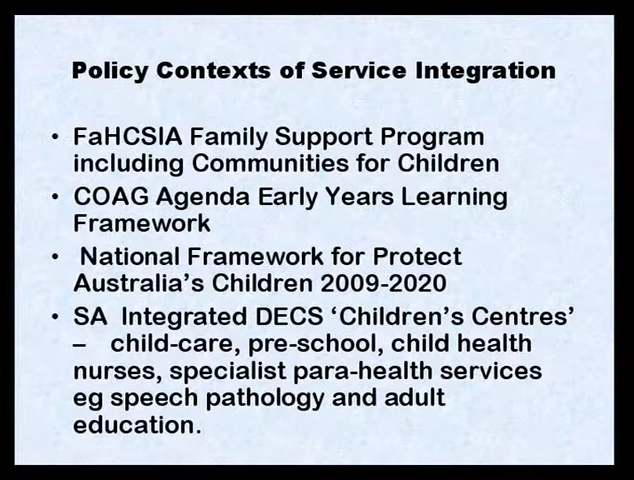 Policy Contexts of Service Integration
• FaHCSIA Family Support Program
including Communities for Children
• COAG Agenda Early Years Learning
Framework
• National Framework for Protect
Australia's Children 2009-2020
• SA Integrated DECS ‘Children’s Centres’
– child-care, pre-school, child health
nurses, specialist para-health services
eg speech pathology and adult
education.